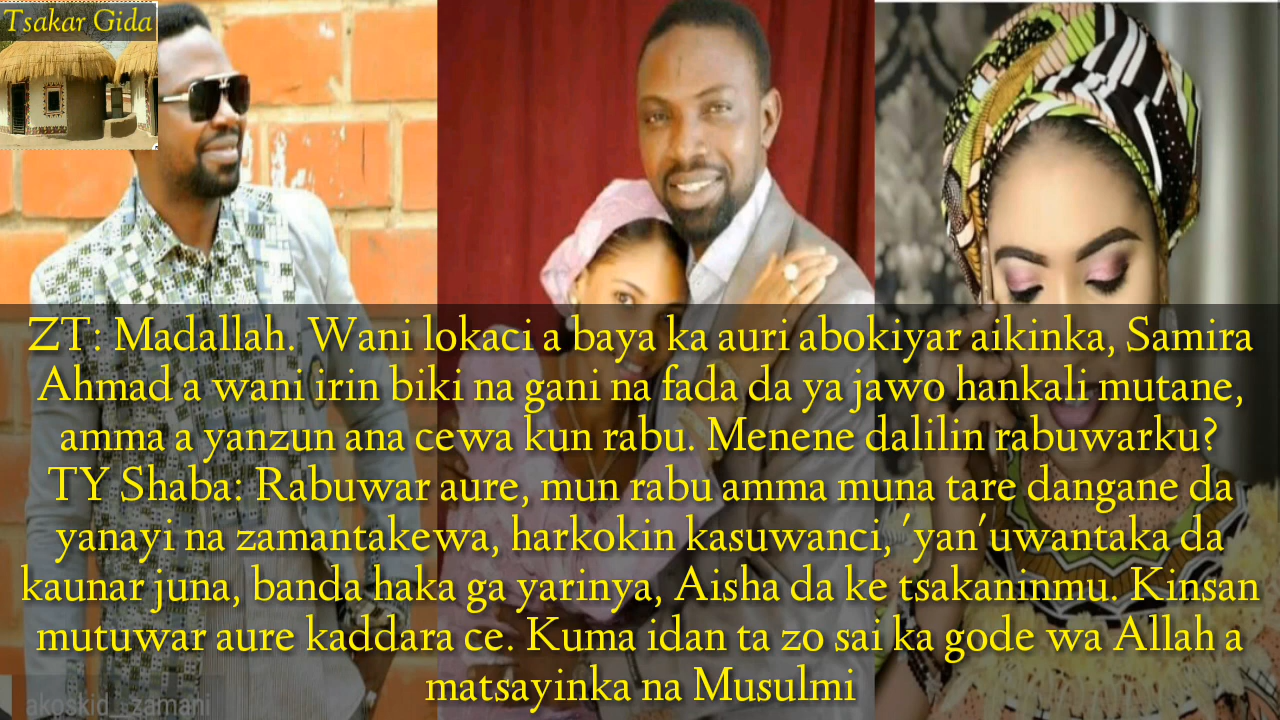 Tsakar Gida
ZT: Madallah. Wani lokaci a baya ka auri abokiyar aikinka, Samira
Ahmad a wani irin biki na gani na fada da ya jawo hankali mutane,
amma a yanzun ana cewa kun rabu. Menene dalilin rabuwarku?
TY Shaba: Rabuwar aure, mun rabu amma muna tare dangane da
yanayi na zamantakewa, harkokin kasuwanci, 'yan'uwantaka da
kaunar juna, banda haka ga yarinya, Aisha da ke tsakaninmu. Kinsan
mutuwar aure kaddara ce. Kuma idan ta zo sai ka gode wa Allah a
matsayinka na Musulmi
akoskid_zamani